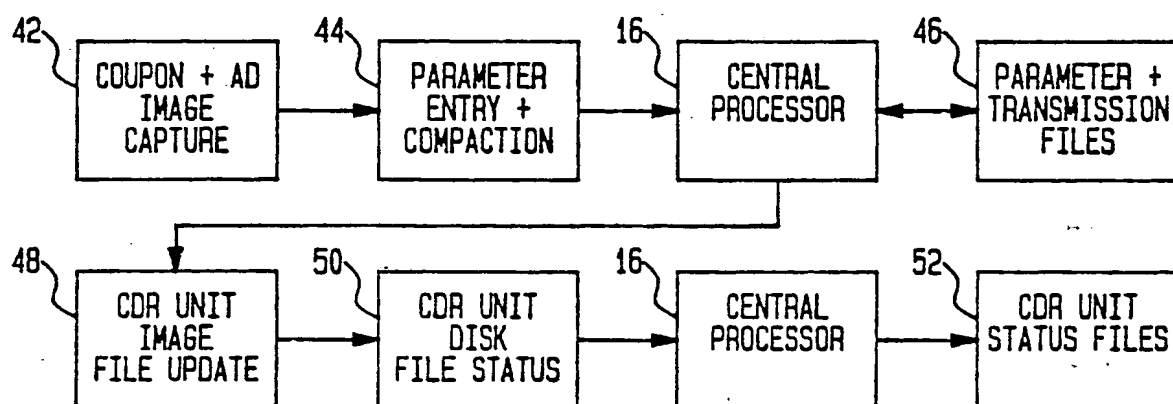 42
COUPON + AD
IMAGE
CAPTURE
44
PARAMETER
ENTRY +
COMPACTION
16
CENTRAL
PROCESSOR
46
PARAMETER +
TRANSMISSION
FILES
48
CDR UNIT
IMAGE
FILE UPDATE
50
CDR UNIT
DISK
FILE STATUS
16
CENTRAL
PROCESSOR
52
CDR UNIT
STATUS FILES